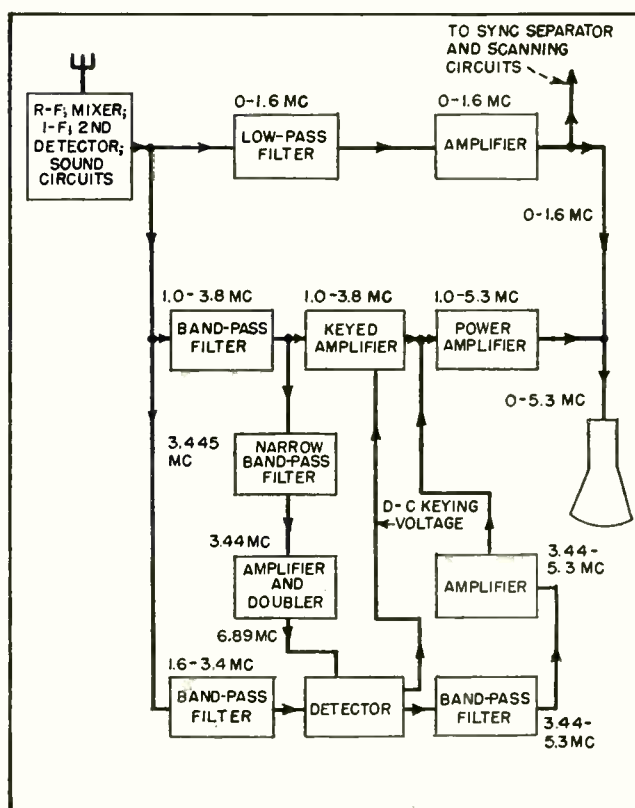 TO SYNC SEPARATOR
AND SCANNING
CIRCUITS
R-F; MIXER;
I-F; 2ND
DETECTOR;
SOUND
CIRCUITS
0-1.6 MC
LOW-PASS
FILTER
0-1.6 MC
AMPLIFIER
0-1.6 MC
1.0-3.8 MC
BAND-PASS
FILTER
1.0-3.8 MC
KEYED
AMPLIFIER
1.0-5.3 MC
POWER
AMPLIFIER
0-5.3 MC
3.445
MC
NARROW
BAND-PASS
FILTER
D-C KEYING
VOLTAGE
3.44 MC
AMPLIFIER
AND
DOUBLER
AMPLIFIER
3.44-
5.3 MC
6.89 MC
1.6-3.4 MC
BAND-PASS
FILTER
DETECTOR
BAND-PASS
FILTER
3.44-
5.3 MC